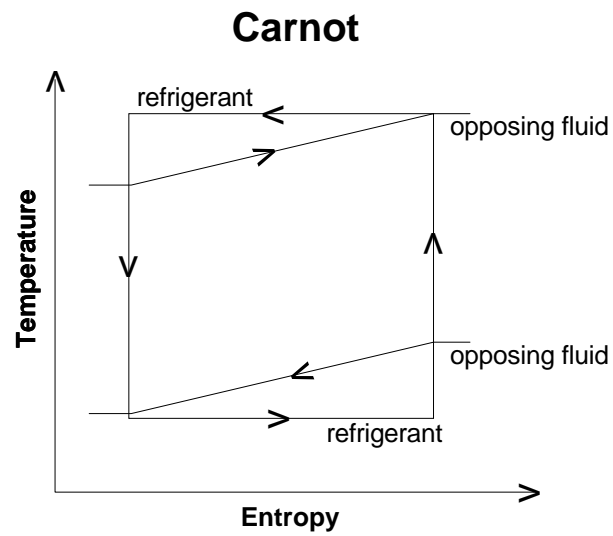 Carnot
refrigerant
opposing fluid
Temperature
opposing fluid
refrigerant
Entropy